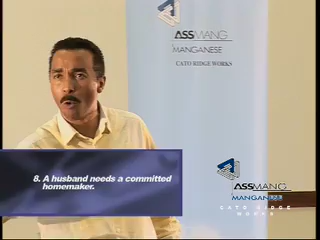 ASSMANG
MANGANESE
CATO RIDGE WORKS
8. A husband needs a committed
homemaker.
ASSMANG
MANGANESE
CATO RIDGE
WORKS